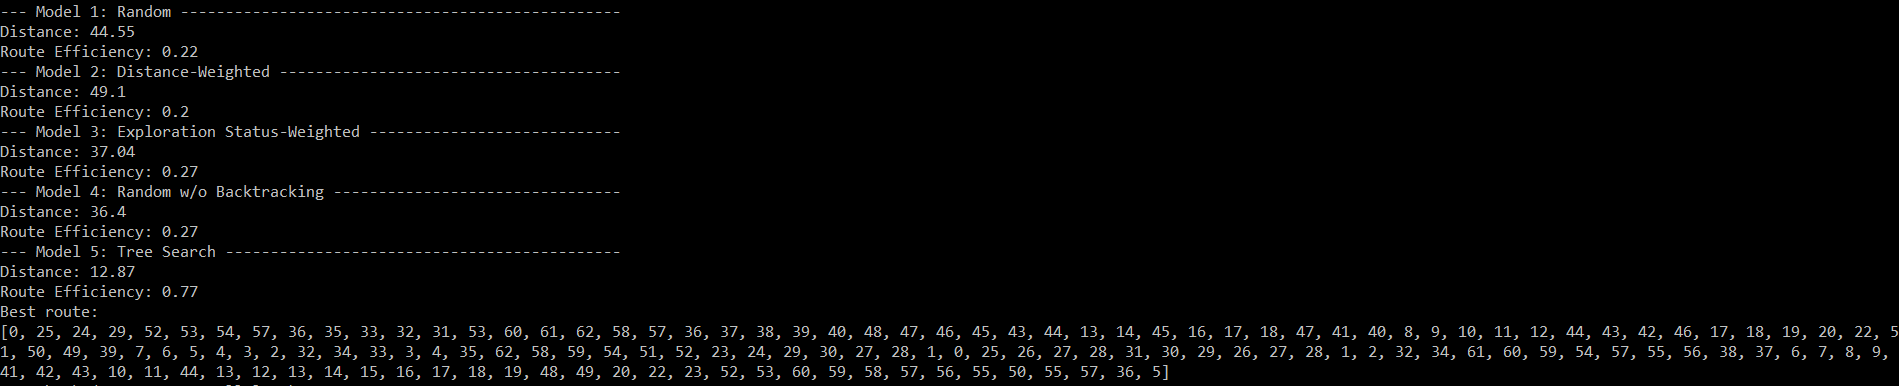 --- Model 1: Random -------------------------------------------------
Distance: 44.55
Route Efficiency: 0.22
--- Model 2: Distance-Weighted --------------------------------------
Distance: 49.1
Route Efficiency: 0.2
--- Model 3: Exploration Status-Weighted ----------------------------
Distance: 37.04
Route Efficiency: 0.27
--- Model 4: Random w/o Backtracking --------------------------------
Distance: 36.4
Route Efficiency: 0.27
--- Model 5: Tree Search --------------------------------------------
Distance: 12.87
Route Efficiency: 0.77
Best route:
[0, 25, 24, 29, 52, 53, 54, 57, 36, 35, 33, 32, 31, 53, 60, 61, 62, 58, 57, 36, 37, 38, 39, 40, 48, 47, 46, 45, 43, 44, 13, 14, 45, 16, 17, 18, 47, 41, 40, 8, 9, 10, 11, 12, 44, 43, 42, 46, 17, 18, 19, 20, 22, 5
1, 50, 49, 39, 7, 6, 5, 4, 3, 2, 32, 34, 33, 3, 4, 35, 62, 58, 59, 54, 51, 52, 23, 24, 29, 30, 27, 28, 1, 0, 25, 26, 27, 28, 31, 30, 29, 26, 27, 28, 1, 2, 32, 34, 61, 60, 59, 54, 57, 55, 56, 38, 37, 6, 7, 8, 9,
41, 42, 43, 10, 11, 44, 13, 12, 13, 14, 15, 16, 17, 18, 19, 48, 49, 20, 22, 23, 52, 53, 60, 59, 58, 57, 56, 55, 50, 55, 57, 36, 5]